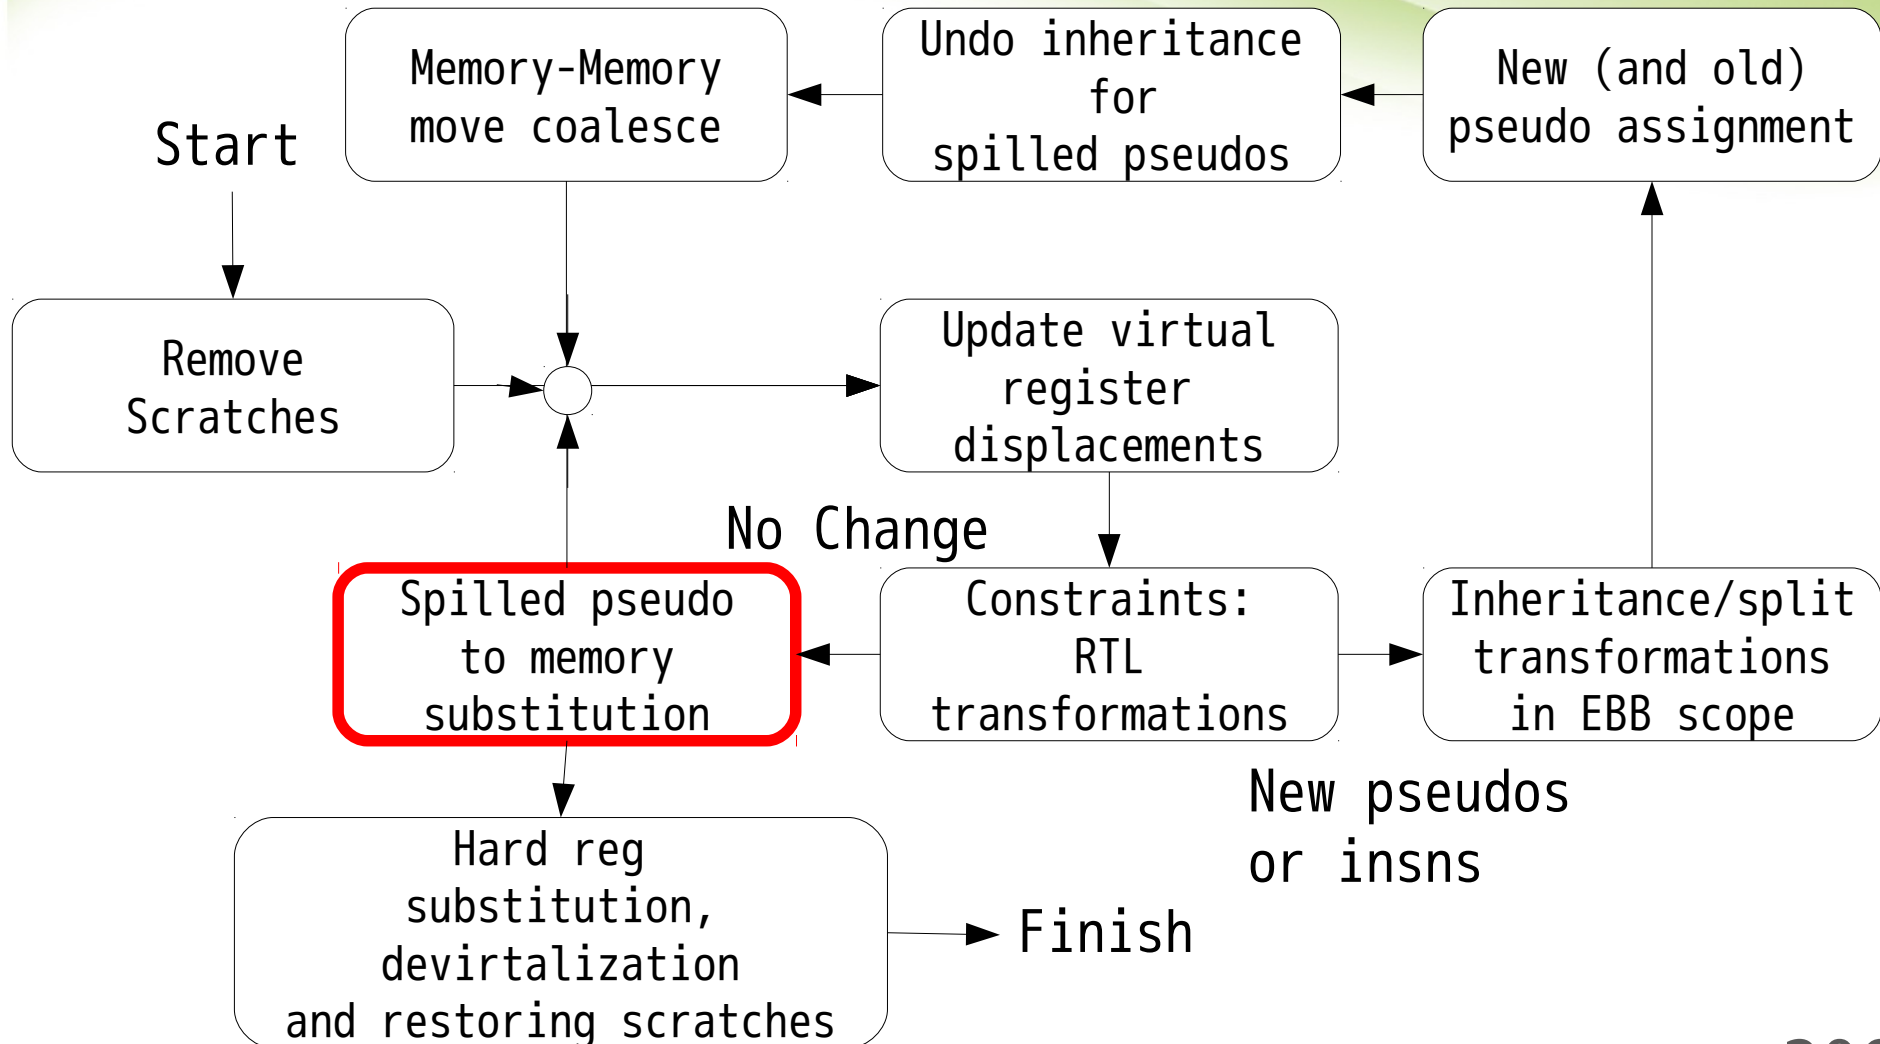 Memory-Memory
move coalesce
Undo inheritance
for
spilled pseudos
New (and old)
pseudo assignment
Start
Remove
Scratches
Update virtual
register
displacements
No Change
Spilled pseudo
to memory
substitution
Constraints:
RTL
transformations
Inheritance/split
transformations
in EBB scope
New pseudos
or insns
Hard reg
substitution,
devirtalization
and restoring scratches
Finish